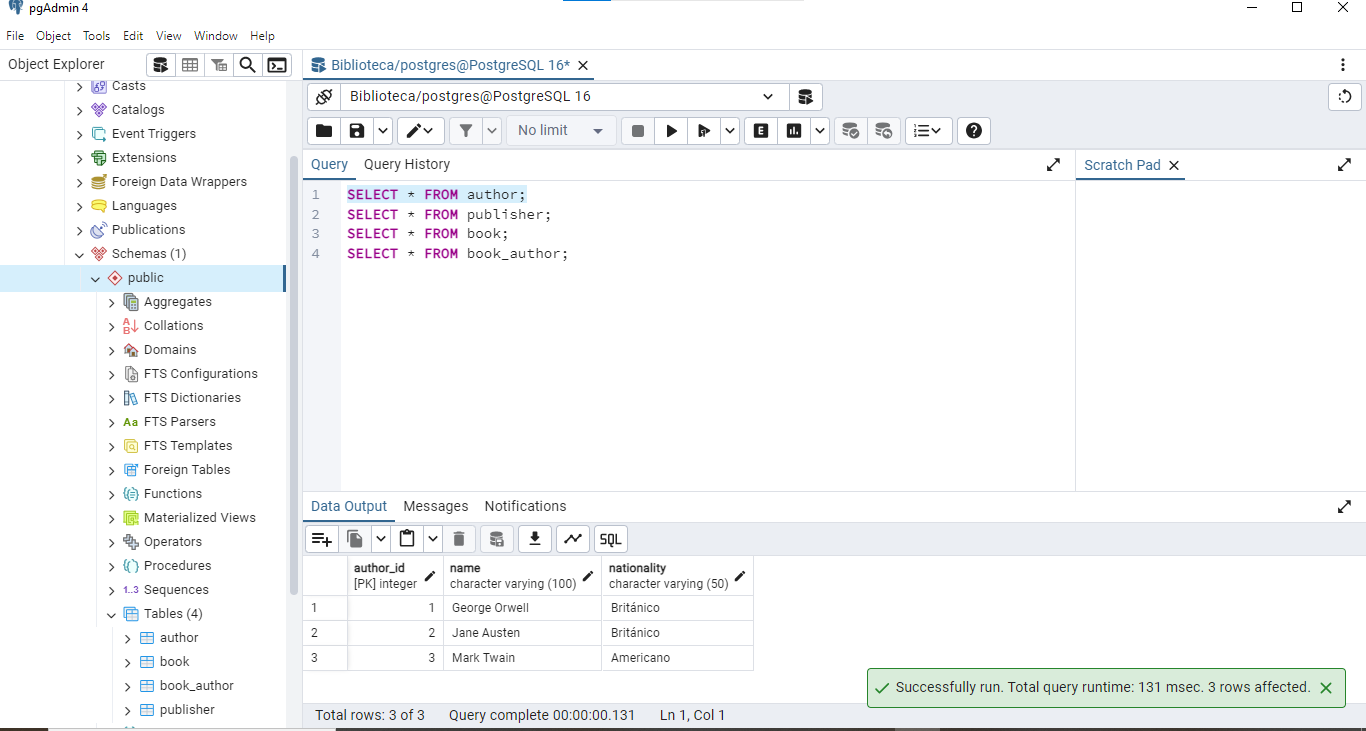 pgAdmin 4
File Object Tools Edit View Window Help
Object Explorer
Casts
Catalogs
Event Triggers
Extensions
Foreign Data Wrappers
Languages
Publications
Schemas (1)
public
Aggregates
Collations
Domains
FTS Configurations
FTS Dictionaries
Aa FTS Parsers
FTS Templates
Foreign Tables
Functions
Materialized Views
Operators
Procedures
1..3 Sequences
Tables (4)
author
book
book_author
publisher
Biblioteca/postgres@PostgreSQL 16*
Biblioteca/postgres@PostgreSQL 16
No limit
E
Query Query History
Scratch Pad
1 SELECT * FROM author;
2 SELECT * FROM publisher;
3 SELECT * FROM book;
4 SELECT * FROM book_author;
Data Output Messages Notifications
SQL
author_id name nationality
[PK] integer character varying (100) character varying (50)
1 1 George Orwell Británico
2 2 Jane Austen Británico
3 3 Mark Twain Americano
Successfully run. Total query runtime: 131 msec. 3 rows affected.
Total rows: 3 of 3 Query complete 00:00:00.131 Ln 1, Col 1